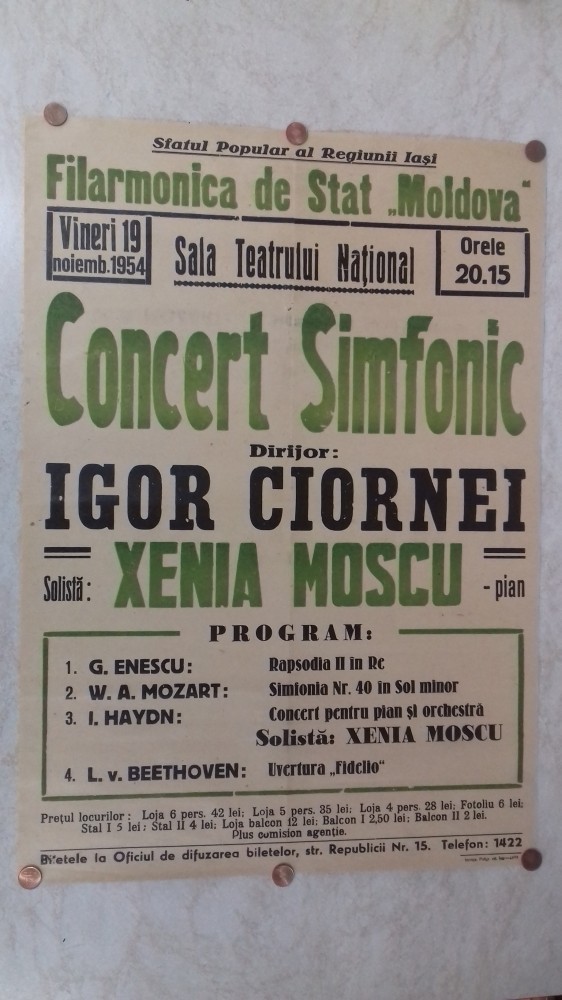 Sfatul Popular al Regiunii Iași
Filarmonica de Stat „Moldova"
Vineri 19
noiemb.1954
Sala Teatrului Național
Orele
20.15
Concert Simfonic
Dirijor:
IGOR CIORNEI
Solistă: XENIA MOSCU - pian
PROGRAM:
1. G. ENESCU: Rapsodia II în Re
2. W. A. MOZART: Simfonia Nr. 40 în Sol minor
3. I. HAYDN: Concert pentru pian și orchestră
Solistă: XENIA MOSCU
4. L. v. BEETHOVEN: Uvertura „Fidelio"
Prețul locurilor: Loja 6 pers. 42 lei; Loja 5 pers. 35 lei; Loja 4 pers. 28 lei; Fotoliu 6 lei;
Stal I 5 lei; Stal II 4 lei; Loja balcon 12 lei; Balcon I 2,50 lei; Balcon II 2 lei.
Plus comision agenție.
Biletele la Oficiul de difuzarea biletelor, str. Republicii Nr. 15. Telefon: 1422